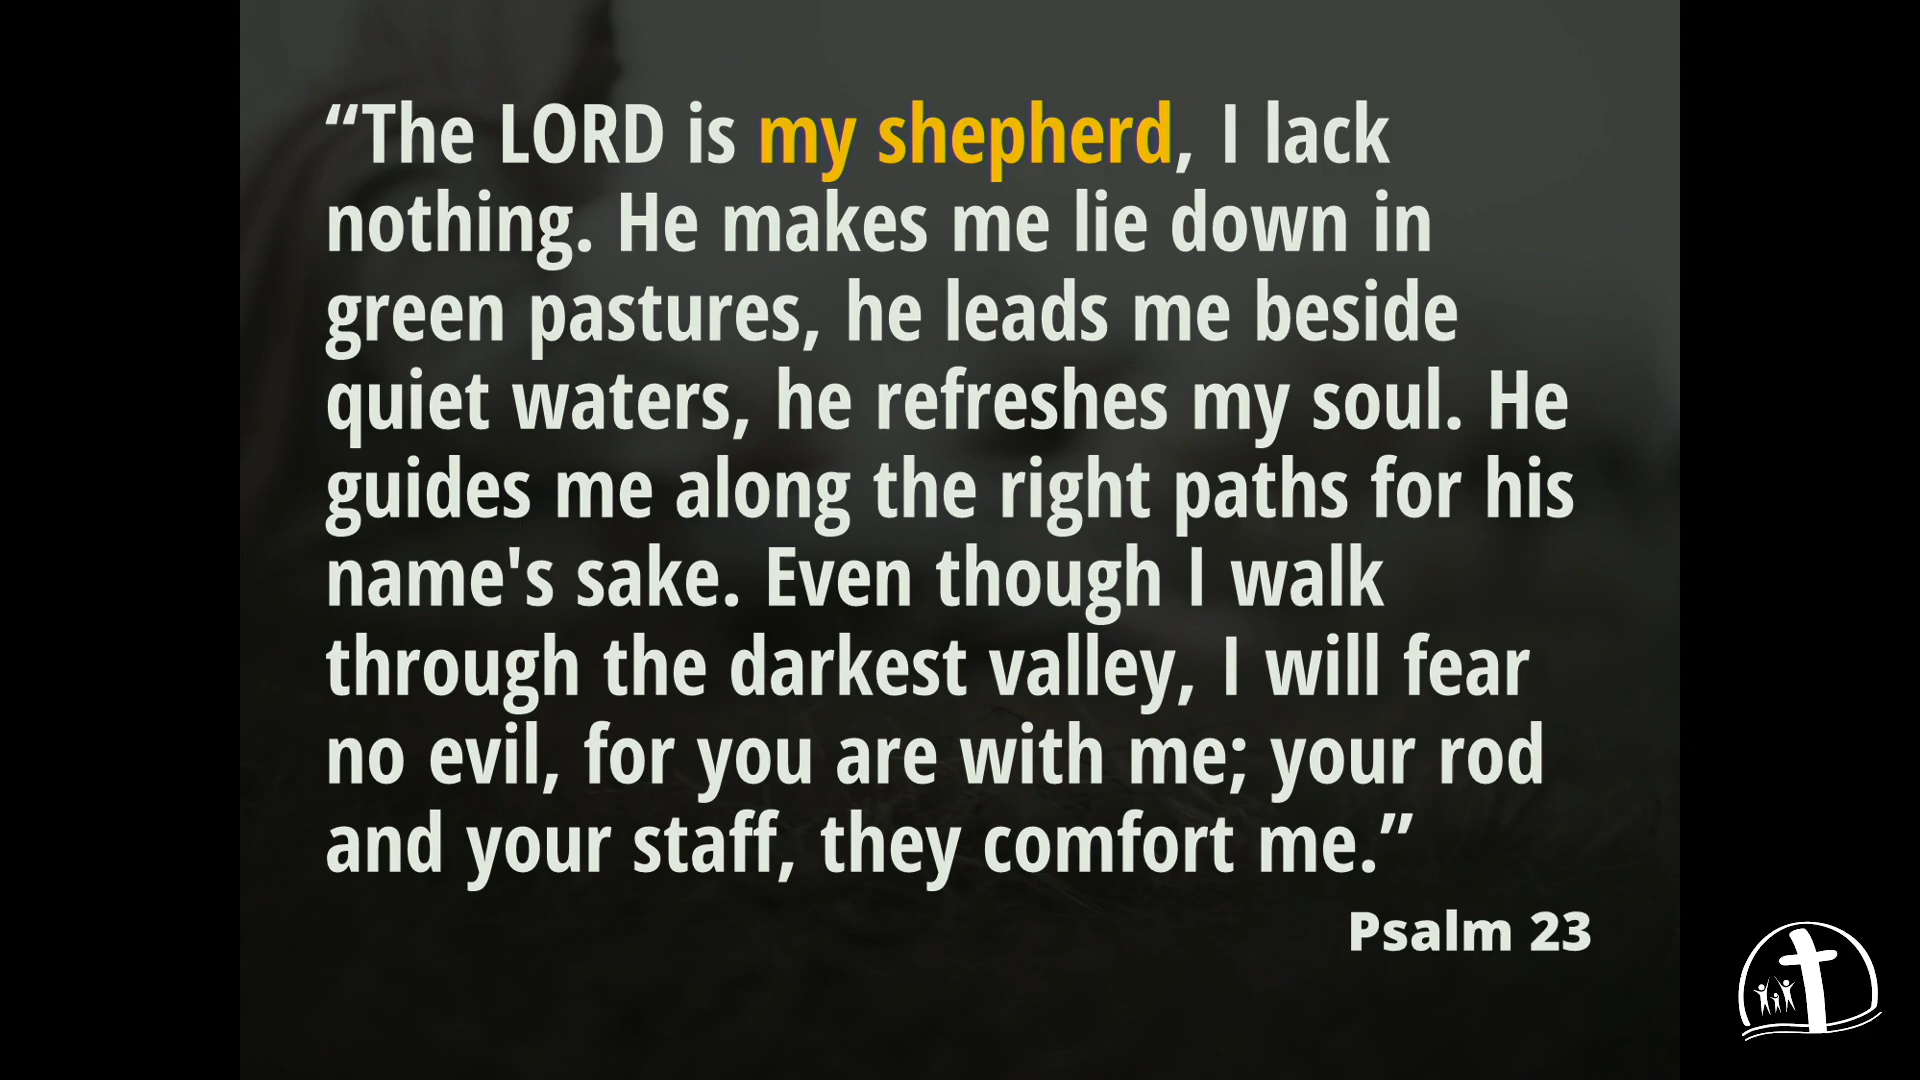 “The LORD is my shepherd, I lack
nothing. He makes me lie down in
green pastures, he leads me beside
quiet waters, he refreshes my soul. He
guides me along the right paths for his
name's sake. Even though I walk
through the darkest valley, I will fear
no evil, for you are with me; your rod
and your staff, they comfort me.”
Psalm 23